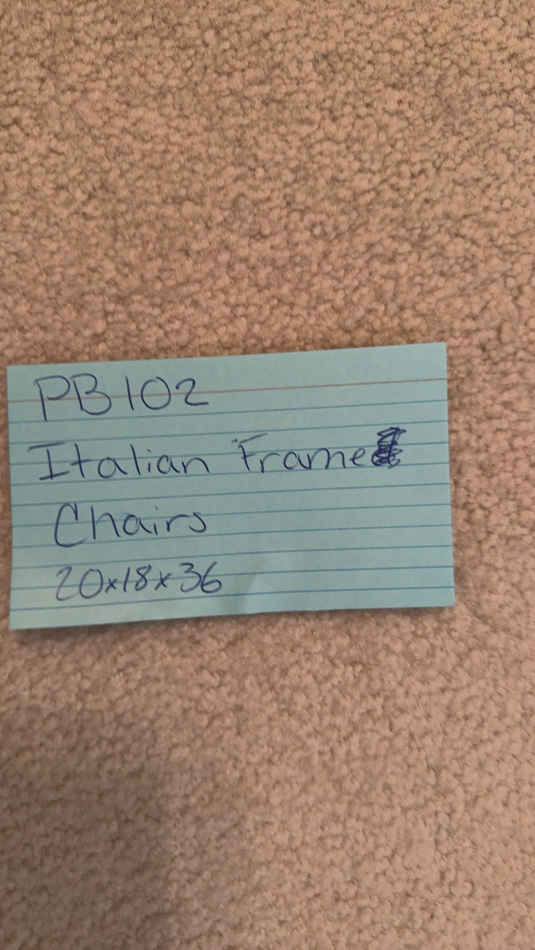 PB102
Italian Frame
Chairs
20x18x36